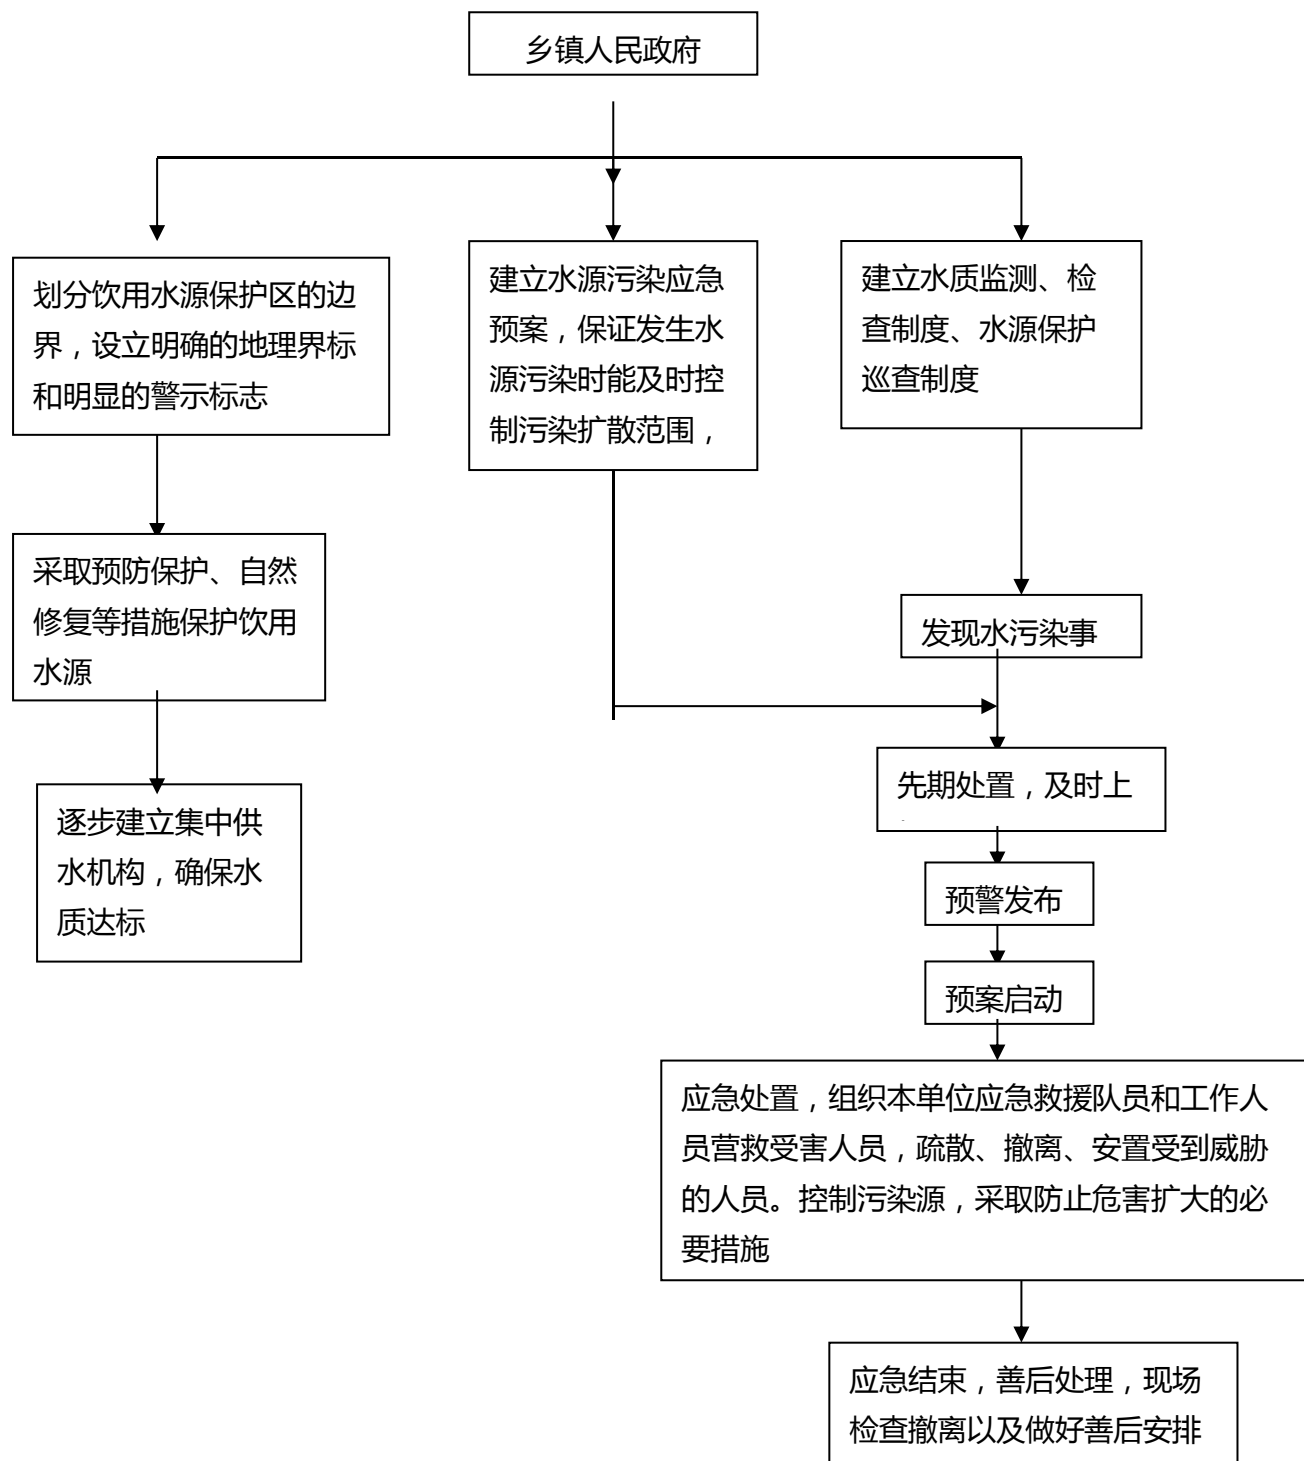 乡镇人民政府
划分饮用水源保护区的边
界，设立明确的地理界标
和明显的警示标志
建立水源污染应急
预案，保证发生水
源污染时能及时控
制污染扩散范围，
建立水质监测、检
查制度、水源保护
巡查制度
采取预防保护、自然
修复等措施保护饮用
水源
发现水污染事
逐步建立集中供
水机构，确保水
质达标
先期处置，及时上
预警发布
预案启动
应急处置，组织本单位应急救援队员和工作人
员营救受害人员，疏散、撤离、安置受到威胁
的人员。控制污染源，采取防止危害扩大的必
要措施
应急结束，善后处理，现场
检查撤离以及做好善后安排